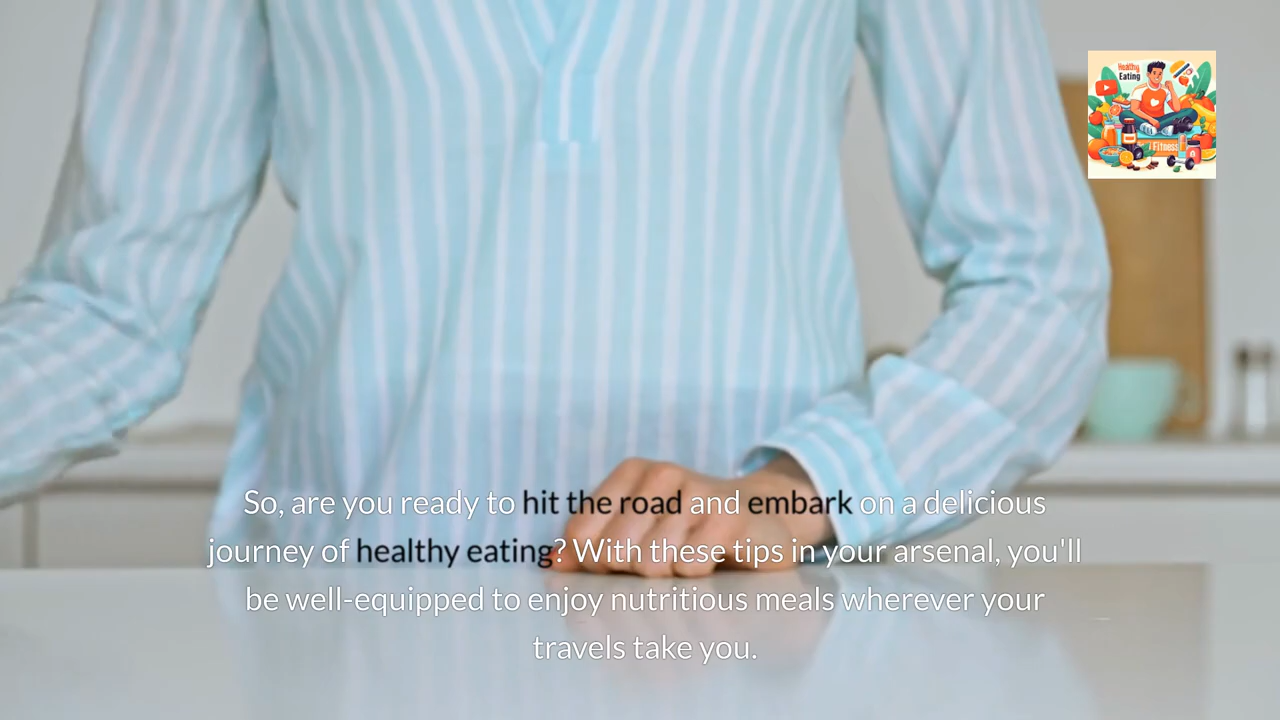 Healthy
Eating
Fitness
So, are you ready to hit the road and embark on a delicious
journey of healthy eating? With these tips in your arsenal, you'll
be well-equipped to enjoy nutritious meals wherever your
travels take you.